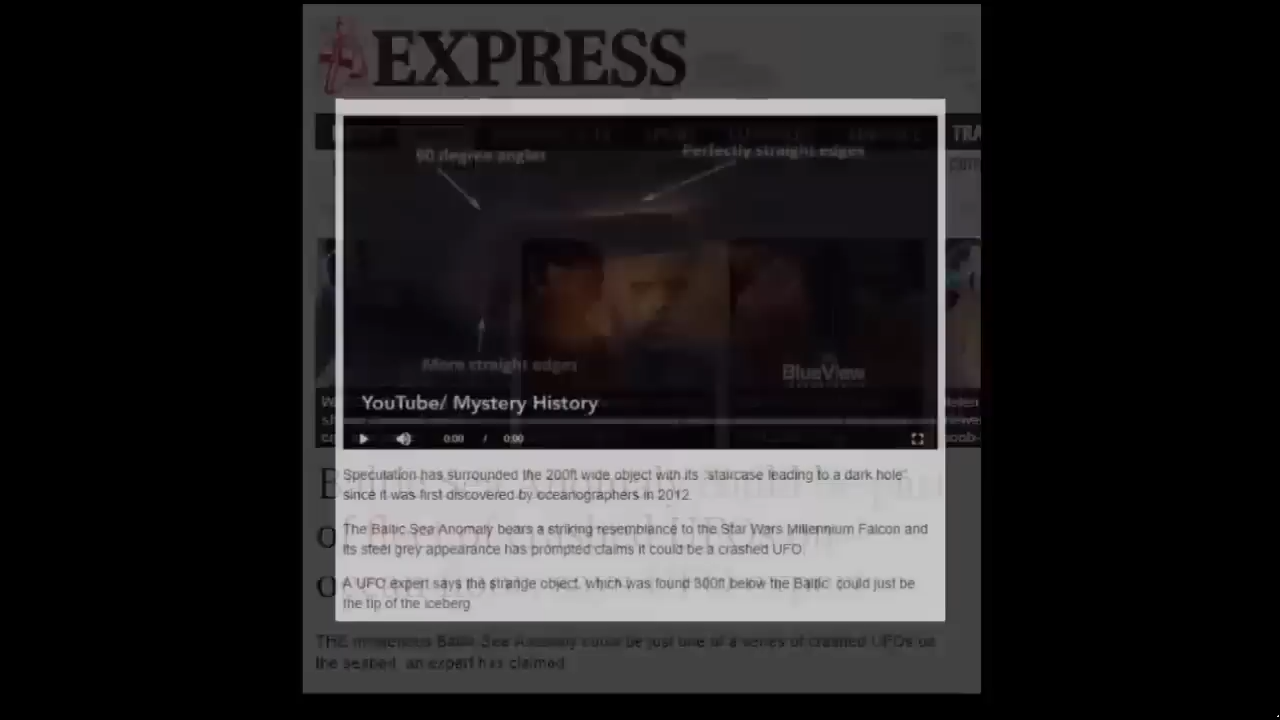 EXPRESS
TRA
60 degree angles
Perfectly straight edges
More straight edges
BlueView
YouTube/ Mystery History
0:00 / 0:00
Speculation has surrounded the 200ft wide object with its 'staircase leading to a dark hole'
since it was first discovered by oceanographers in 2012.
The Baltic Sea Anomaly bears a striking resemblance to the Star Wars Millennium Falcon and
its steel grey appearance has prompted claims it could be a crashed UFO.
A UFO expert says the strange object, which was found 300ft below the Baltic, could just be
the tip of the iceberg.
THE mysterious Baltic Sea Anomaly could be just one of a series of crashed UFOs on
the seabed, an expert has claimed.